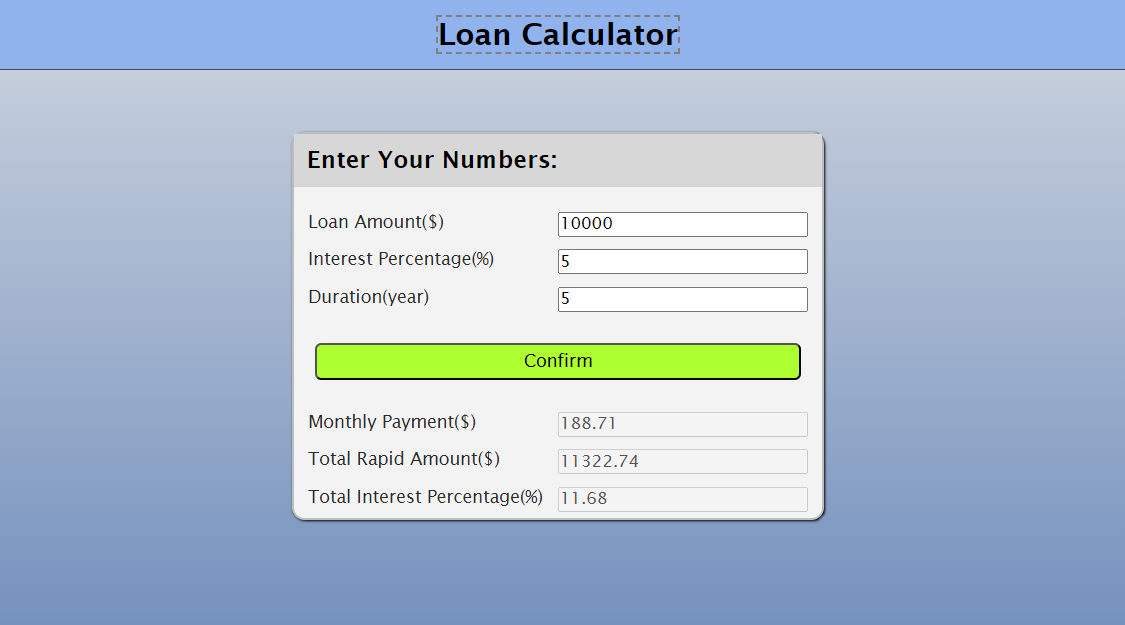 Loan Calculator
Enter Your Numbers:
Loan Amount($) 10000
Interest Percentage(%) 5
Duration(year) 5
Confirm
Monthly Payment($) 188.71
Total Rapid Amount($) 11322.74
Total Interest Percentage(%) 11.68